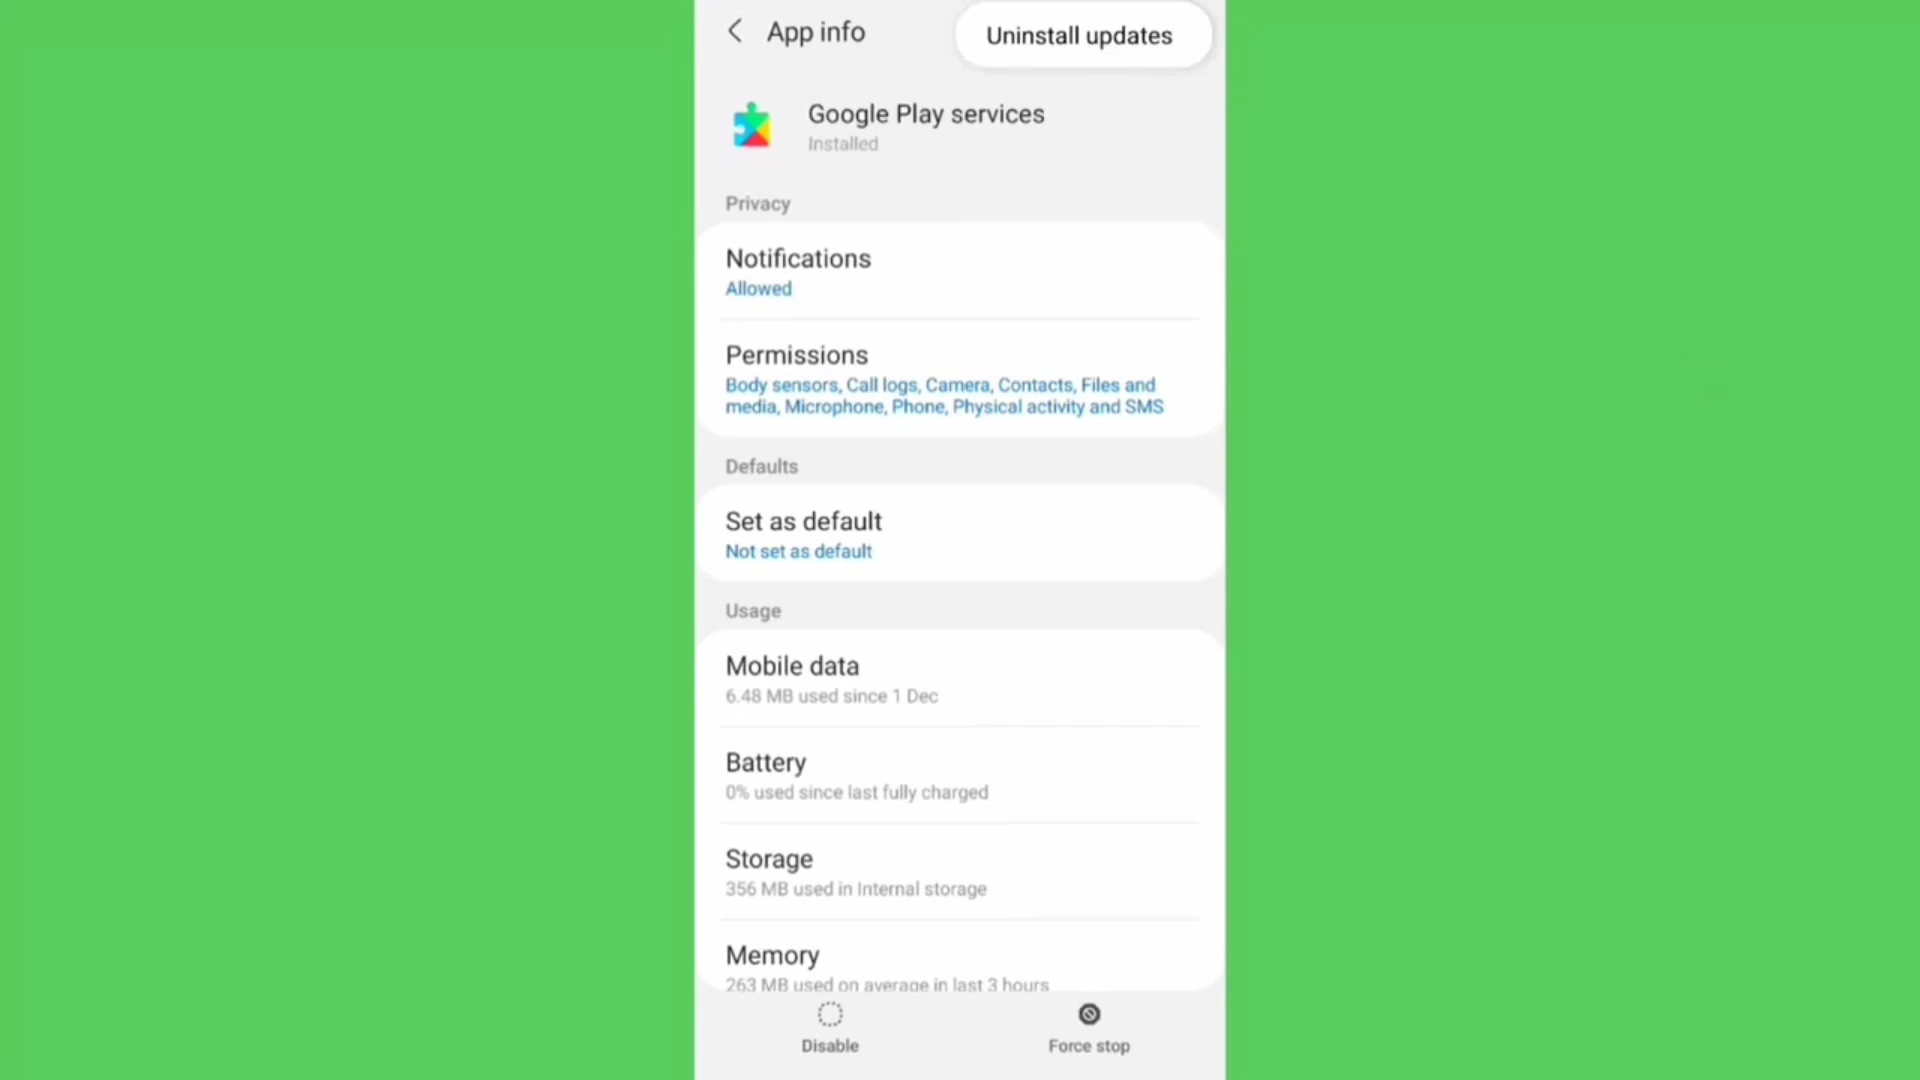 App info
Uninstall updates
Google Play services
Installed
Privacy
Notifications
Allowed
Permissions
Body sensors, Call logs, Camera, Contacts, Files and
media, Microphone, Phone, Physical activity and SMS
Defaults
Set as default
Not set as default
Usage
Mobile data
6.48 MB used since 1 Dec
Battery
0% used since last fully charged
Storage
356 MB used in Internal storage
Memory
263 MB used on average in last 3 hours
Disable
Force stop